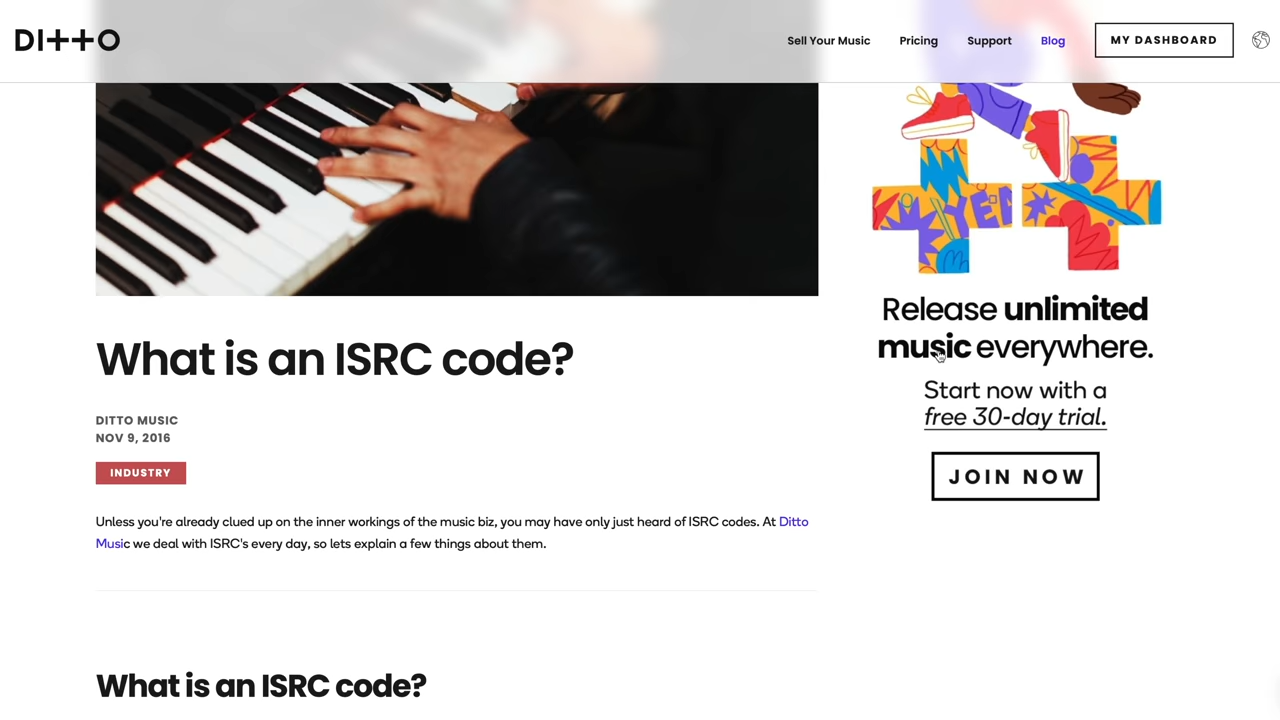 DITTO
Sell Your Music
Pricing
Support
Blog
MY DASHBOARD
Release unlimited
music everywhere.
Start now with a
free 30-day trial.
JOIN NOW
What is an ISRC code?
DITTO MUSIC
NOV 9, 2016
INDUSTRY
Unless you're already clued up on the inner workings of the music biz, you may have only just heard of ISRC codes. At Ditto
Music we deal with ISRC's every day, so lets explain a few things about them.
What is an ISRC code?